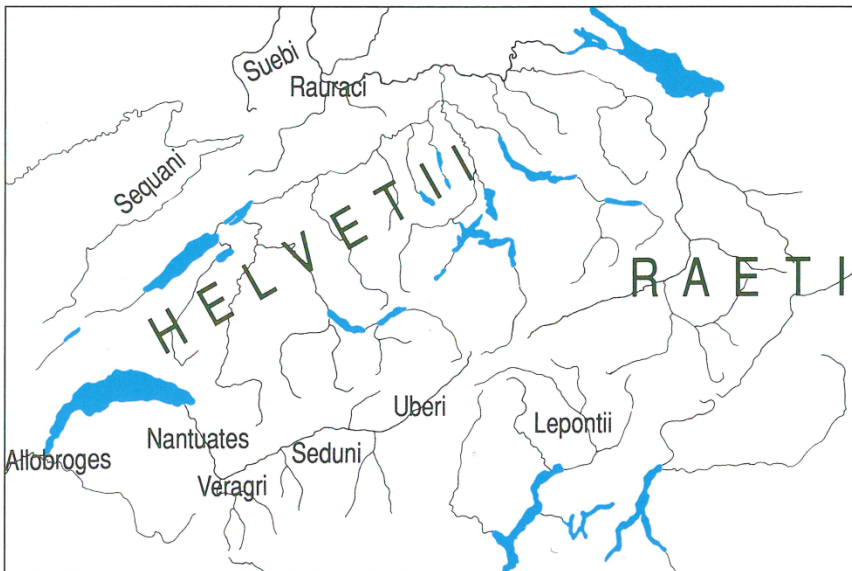 Suebi
Rauraci
Sequani
HELVETII
RAETI
Uberi
Lepontii
Nantuates
Seduni
Allobroges
Veragri